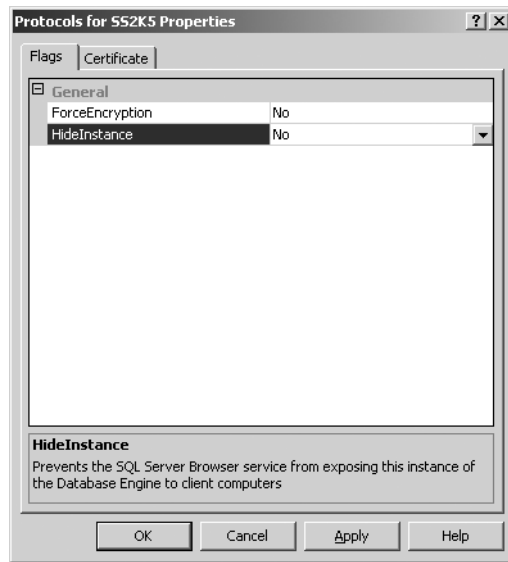 Protocols for SS2K5 Properties
Flags
Certificate
General
ForceEncryption No
HideInstance No
HideInstance
Prevents the SQL Server Browser service from exposing this instance of
the Database Engine to client computers
OK Cancel Apply Help